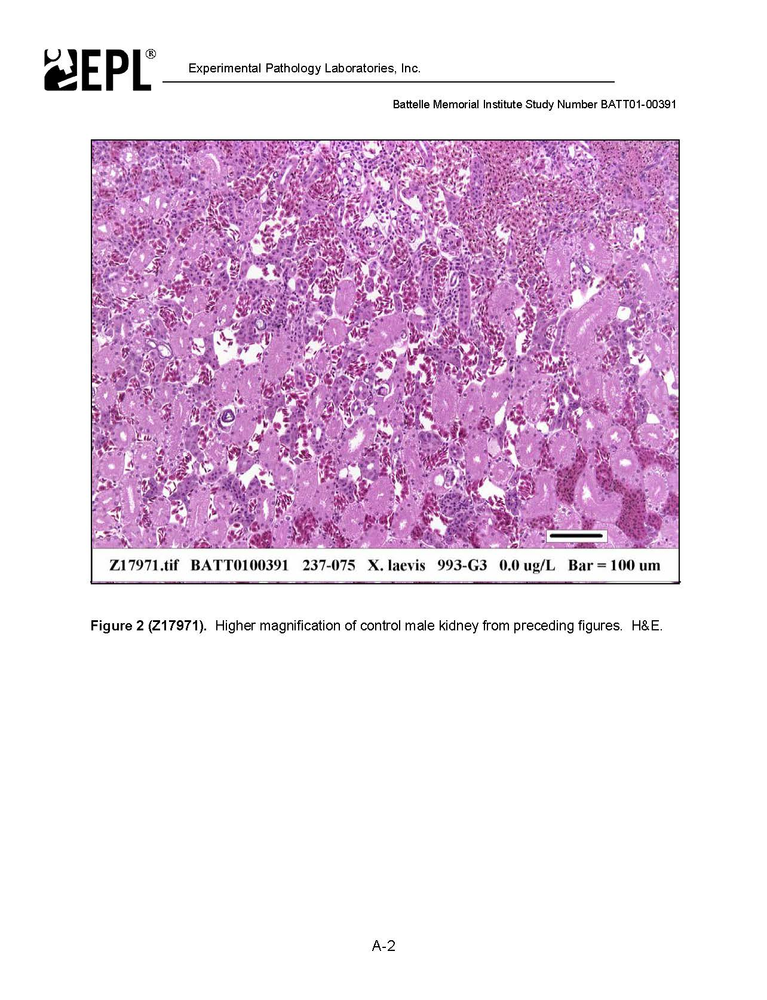 EPL®
Experimental Pathology Laboratories, Inc.
Battelle Memorial Institute Study Number BATT01-00391
Z17971.tif BATT0100391 237-075 X. laevis 993-G3 0.0 ug/L Bar = 100 um
Figure 2 (Z17971). Higher magnification of control male kidney from preceding figures. H&E.
A-2